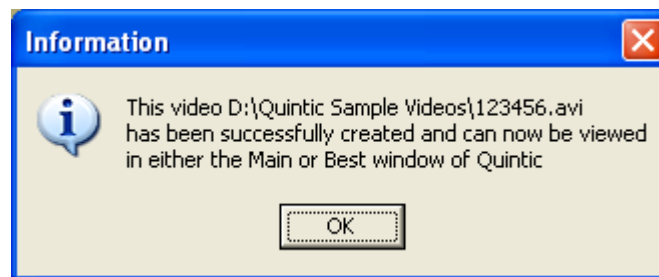 Information
This video D:\Quintic Sample Videos\123456.avi
has been successfully created and can now be viewed
in either the Main or Best window of Quintic
OK